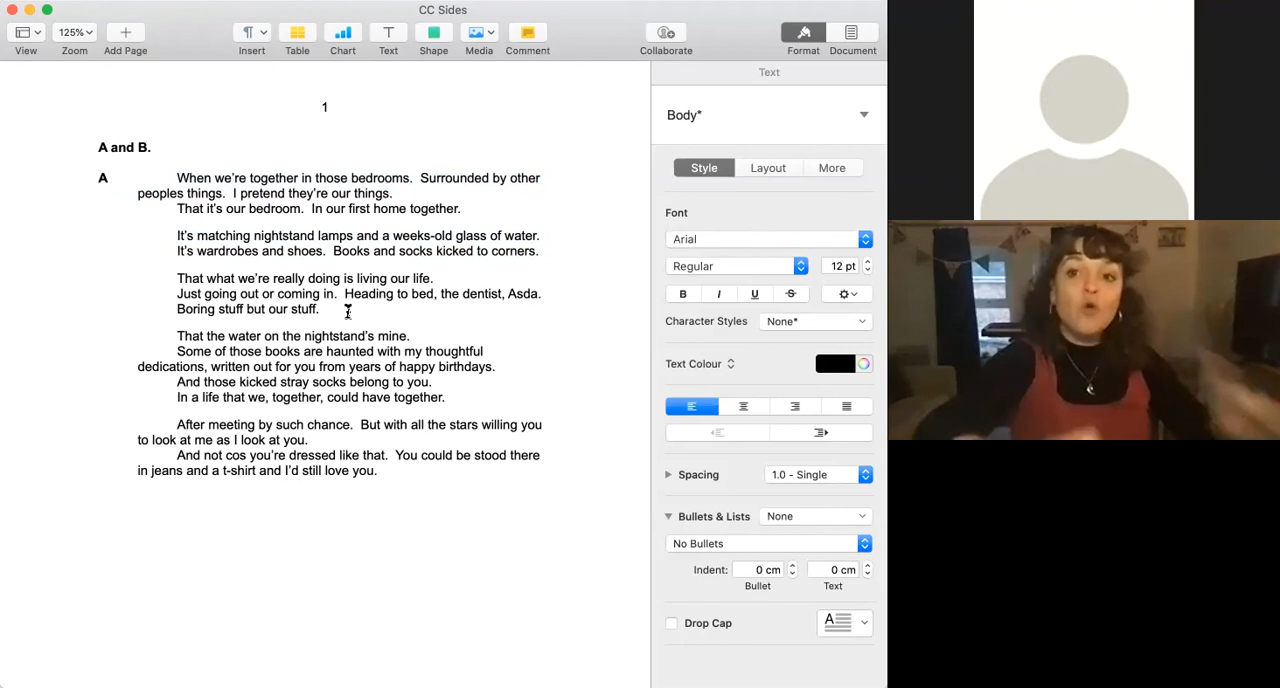 CC Sides
125%
View
Zoom
Add Page
Insert
Table
Chart
Text
Shape
Media
Comment
Collaborate
Format
Document
1
A and B.
A When we're together in those bedrooms.  Surrounded by other
peoples things.  I pretend they're our things.
That it's our bedroom.  In our first home together.
It's matching nightstand lamps and a weeks-old glass of water.
It's wardrobes and shoes.  Books and socks kicked to corners.
That what we're really doing is living our life.
Just going out or coming in.  Heading to bed, the dentist, Asda.
Boring stuff but our stuff.
That the water on the nightstand's mine.
Some of those books are haunted with my thoughtful
dedications, written out for you from years of happy birthdays.
And those kicked stray socks belong to you.
In a life that we, together, could have together.
After meeting by such chance.  But with all the stars willing you
to look at me as I look at you.
And not cos you're dressed like that.  You could be stood there
in jeans and a t-shirt and I'd still love you.
Text
Body*
Style Layout More
Font
Arial
Regular 12 pt
B I U S
Character Styles None*
Text Colour
Spacing 1.0 - Single
Bullets & Lists None
No Bullets
Indent: 0 cm 0 cm
Bullet Text
Drop Cap A